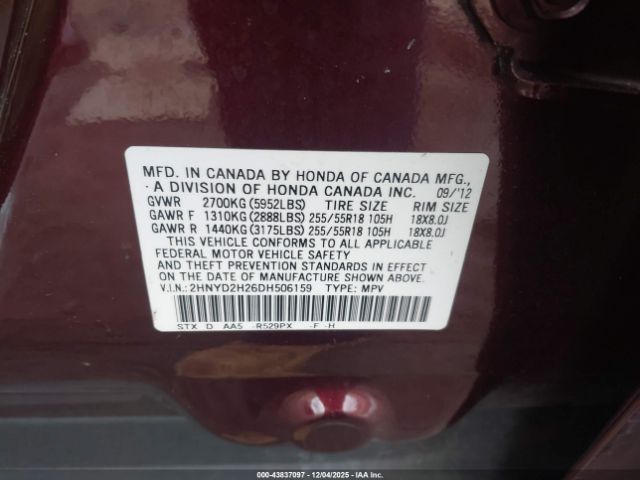 MFD. IN CANADA BY HONDA OF CANADA MFG.,
A DIVISION OF HONDA CANADA INC. 09/'12
GVWR 2700KG(5952LBS) TIRE SIZE RIM SIZE
GAWR F 1310KG(2888LBS) 255/55R18 105H 18X8.0J
GAWR R 1440KG(3175LBS) 255/55R18 105H 18X8.0J
THIS VEHICLE CONFORMS TO ALL APPLICABLE
FEDERAL MOTOR VEHICLE SAFETY
AND THEFT PREVENTION STANDARDS IN EFFECT
ON THE DATE OF MANUFACTURE SHOWN ABOVE.
V.I.N.: 2HNYD2H26DH506159 TYPE: MPV
STX D AA5 -R529PX -F -H
000-43837097 - 12/04/2025 - IAA Inc.